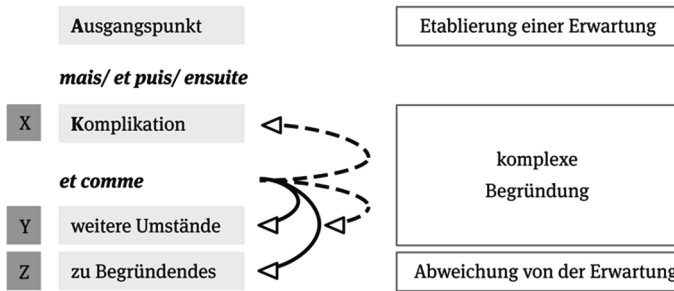 Ausgangspunkt
Etablierung einer Erwartung
mais/ et puis/ ensuite
X
Komplikation
komplexe
Begründung
et comme
Y
weitere Umstände
Z
zu Begründendes
Abweichung von der Erwartung